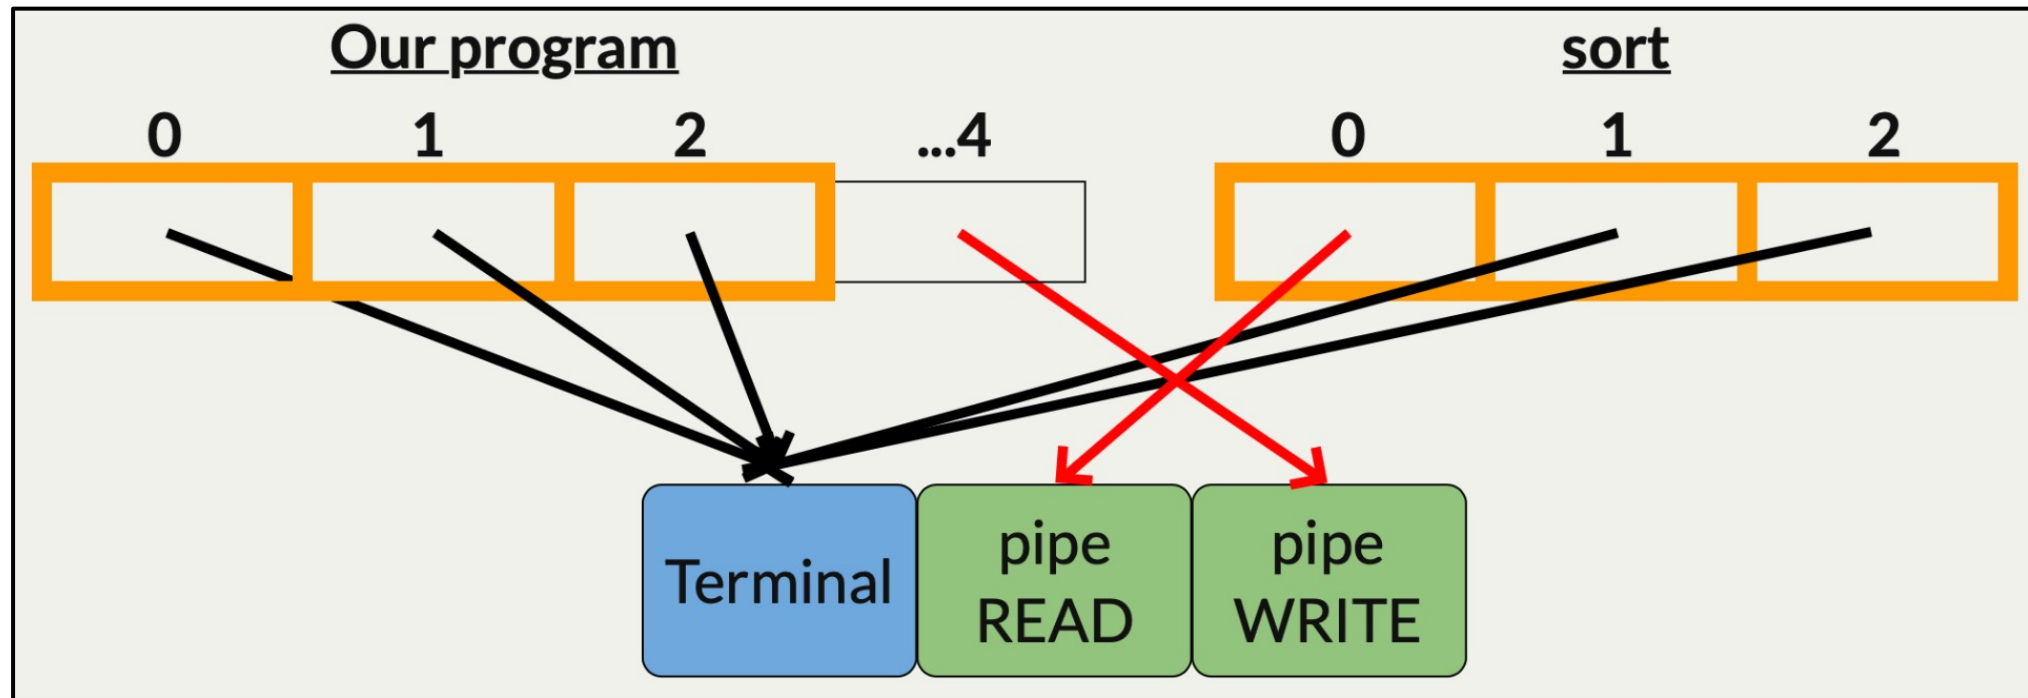 Our program
sort
0 1 2 ...4
0 1 2
Terminal
pipe
READ
pipe
WRITE